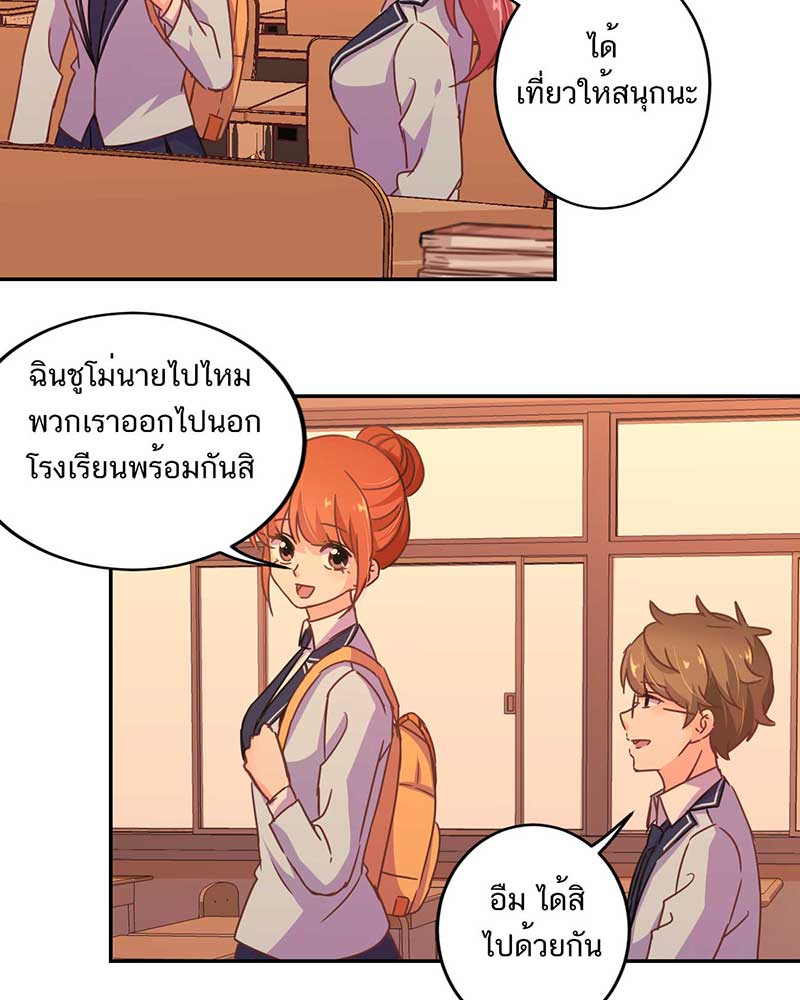 ได้
เที่ยวให้สนุกนะ
ฉินชูโม่นายไปไหม
พวกเราออกไปนอก
โรงเรียนพร้อมกันสิ
อืม ได้สิ
ไปด้วยกัน